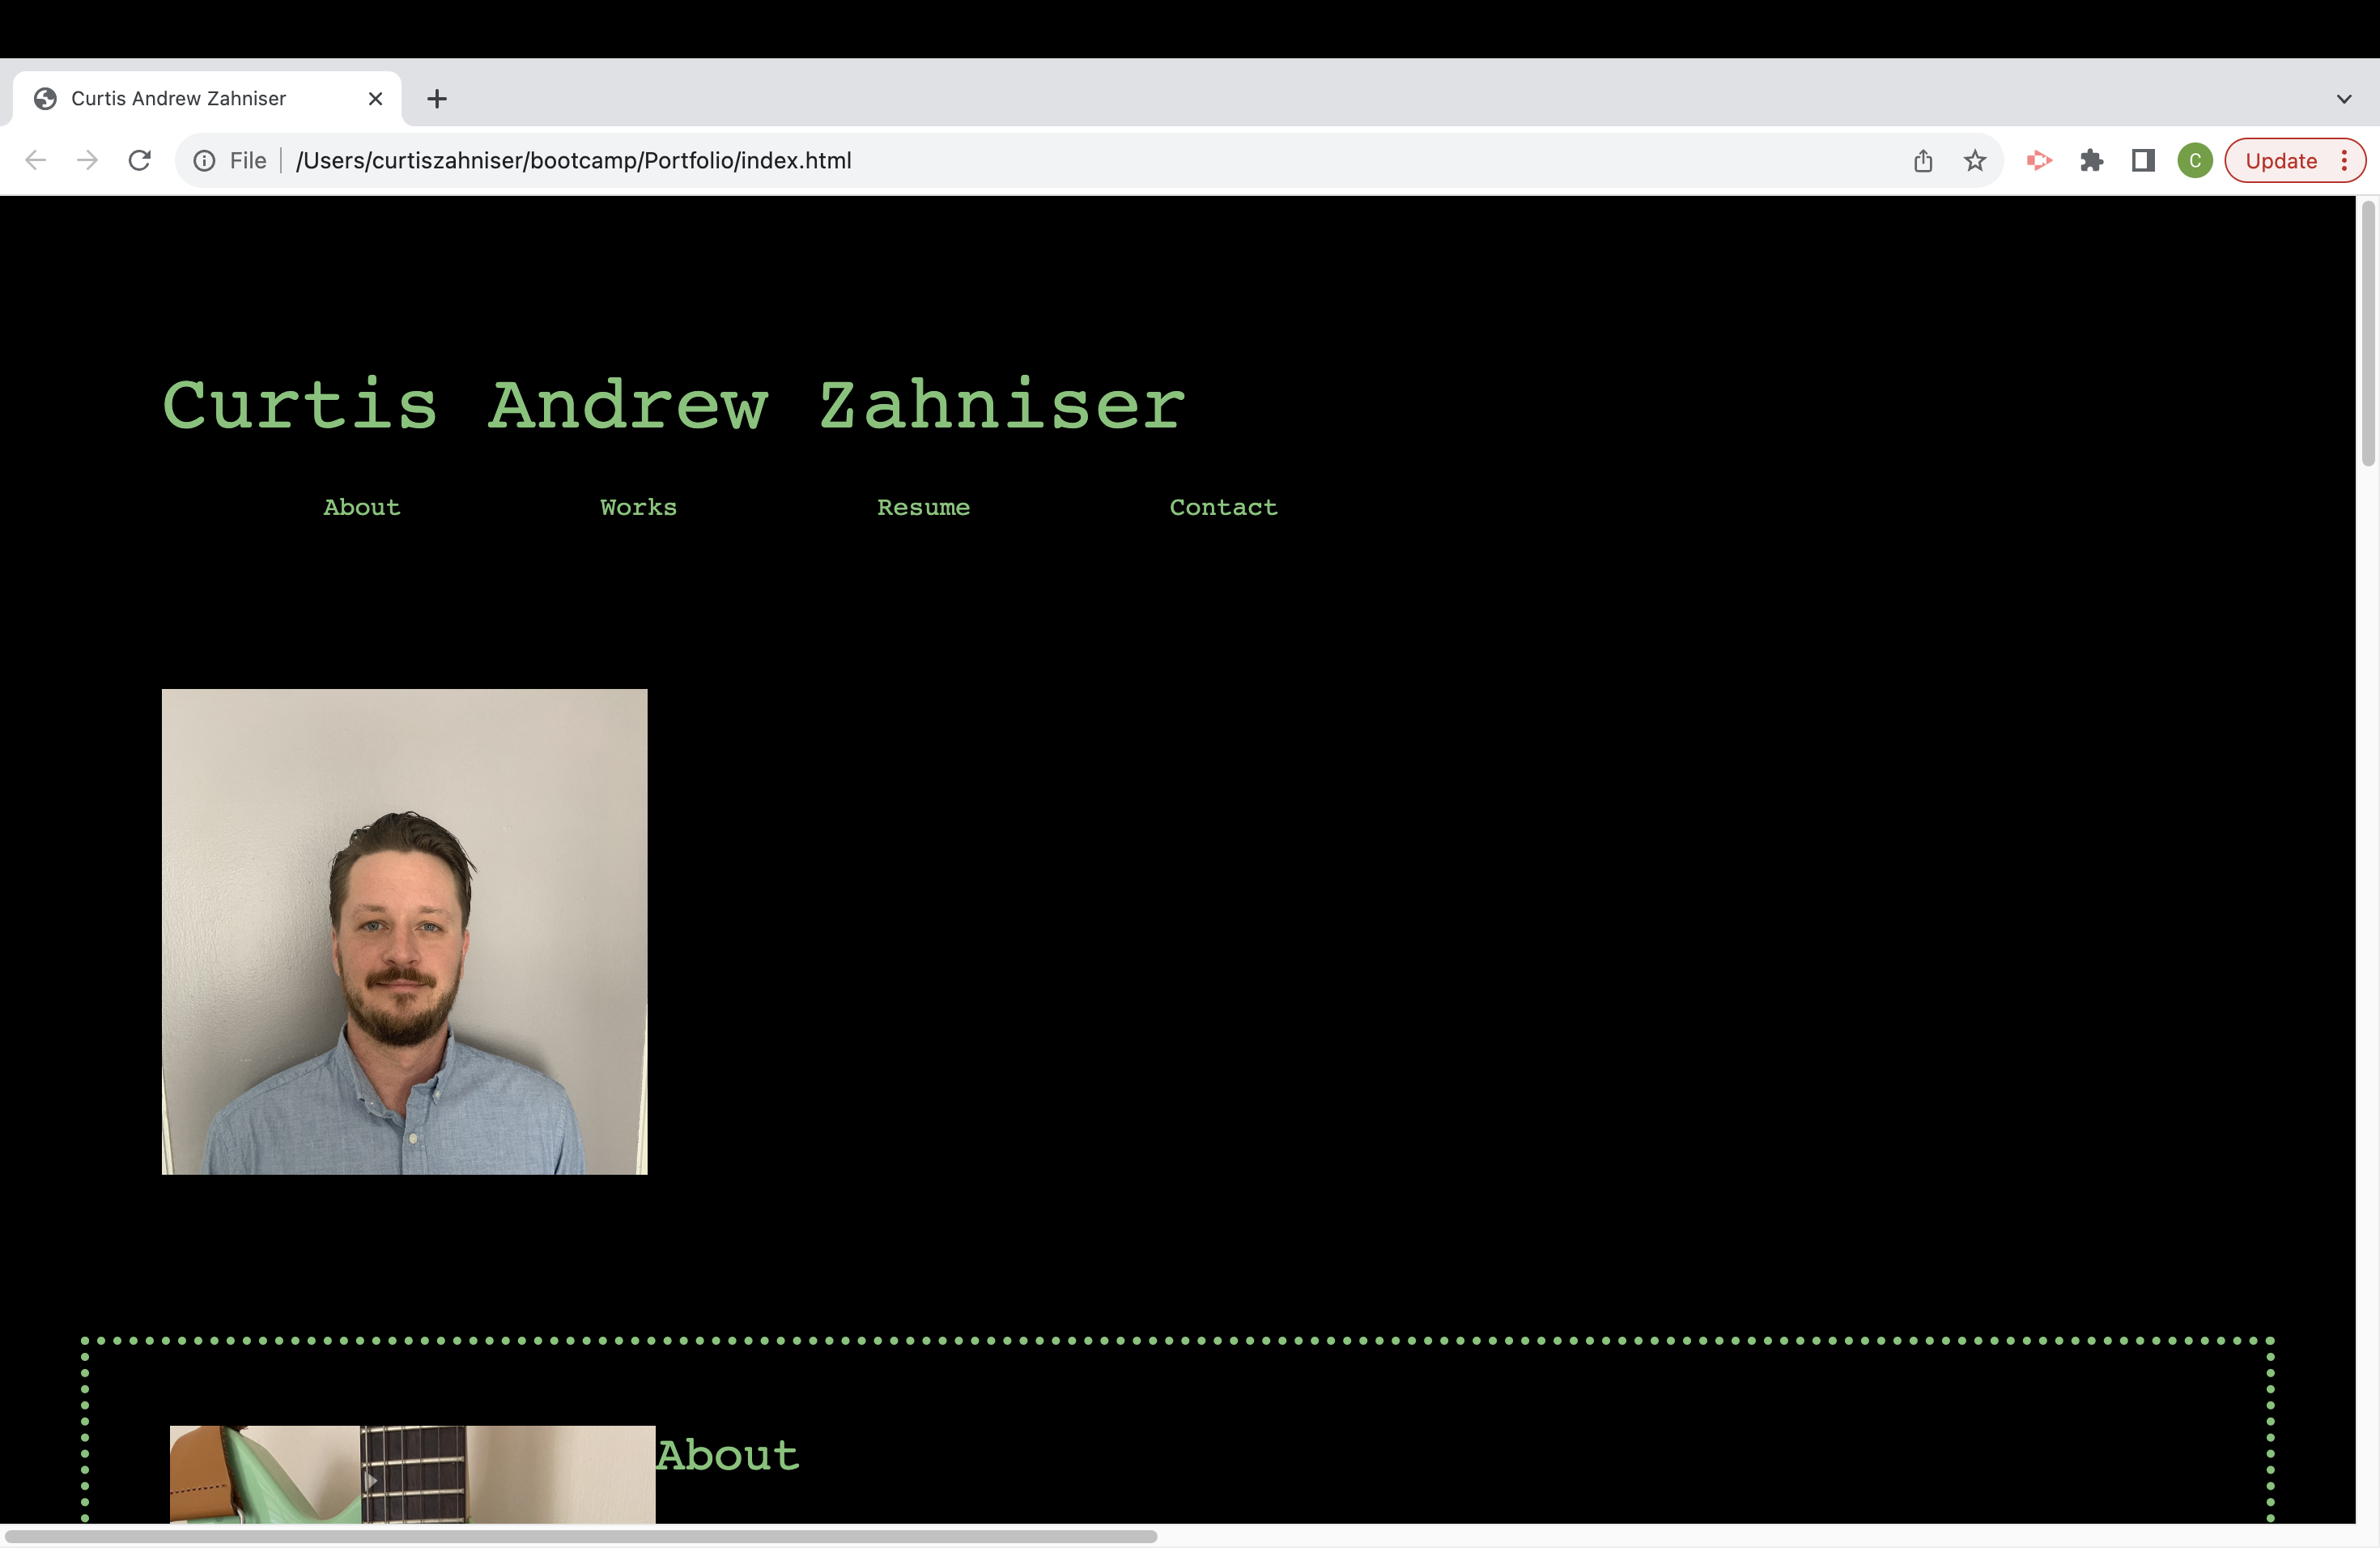 Curtis Andrew Zahniser
File /Users/curtiszahniser/bootcamp/Portfolio/index.html C Update
Curtis Andrew Zahniser
About Works Resume Contact
About